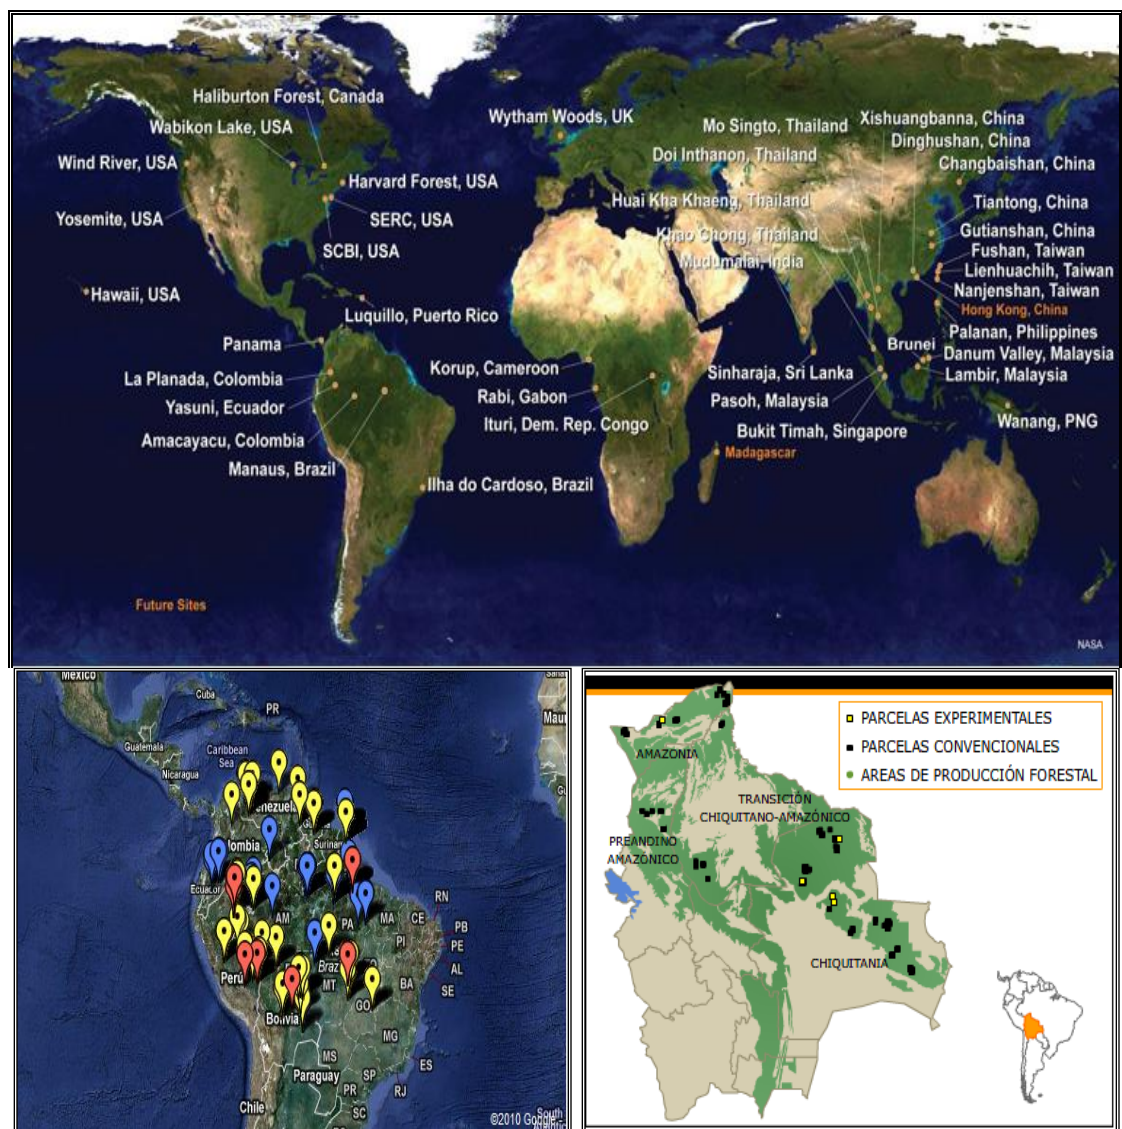 Haliburton Forest, Canada
Wabikon Lake, USA
Wind River, USA
Harvard Forest, USA
Yosemite, USA
SERC, USA
SCBI, USA
Hawaii, USA
Luquillo, Puerto Rico
Panama
La Planada, Colombia
Yasuni, Ecuador
Amacayacu, Colombia
Manaus, Brazil
Ilha do Cardoso, Brazil
Wytham Woods, UK
Korup, Cameroon
Rabi, Gabon
Ituri, Dem. Rep. Congo
Madagascar
Mo Singto, Thailand
Doi Inthanon, Thailand
Huai Kha Khaeng, Thailand
Khao Chong, Thailand
Mudumalai, India
Xishuangbanna, China
Dinghushan, China
Changbaishan, China
Tiantong, China
Gutianshan, China
Fushan, Taiwan
Lienhuachih, Taiwan
Nanjenshan, Taiwan
Hong Kong, China
Palanan, Philippines
Brunei
Danum Valley, Malaysia
Lambir, Malaysia
Sinharaja, Sri Lanka
Pasoh, Malaysia
Bukit Timah, Singapore
Wanang, PNG
Future Sites
NASA
Mexico
Cuba
PR
Guatemala
Caribbean
Sea
Nicaragua
Ecuador
AM
PA
MA
CE
RN
PB
PE
PI
AL
SE
BA
Perú
MT
GO
Bolivia
MG
ES
MS
SP
RJ
Paraguay
PR
SC
Chile
©2010 Google
South
PARCELAS EXPERIMENTALES
PARCELAS CONVENCIONALES
AREAS DE PRODUCCIÓN FORESTAL
AMAZONIA
TRANSICIÓN
CHIQUITANO-AMAZÓNICO
PREANDINO
AMAZÓNICO
CHIQUITANIA